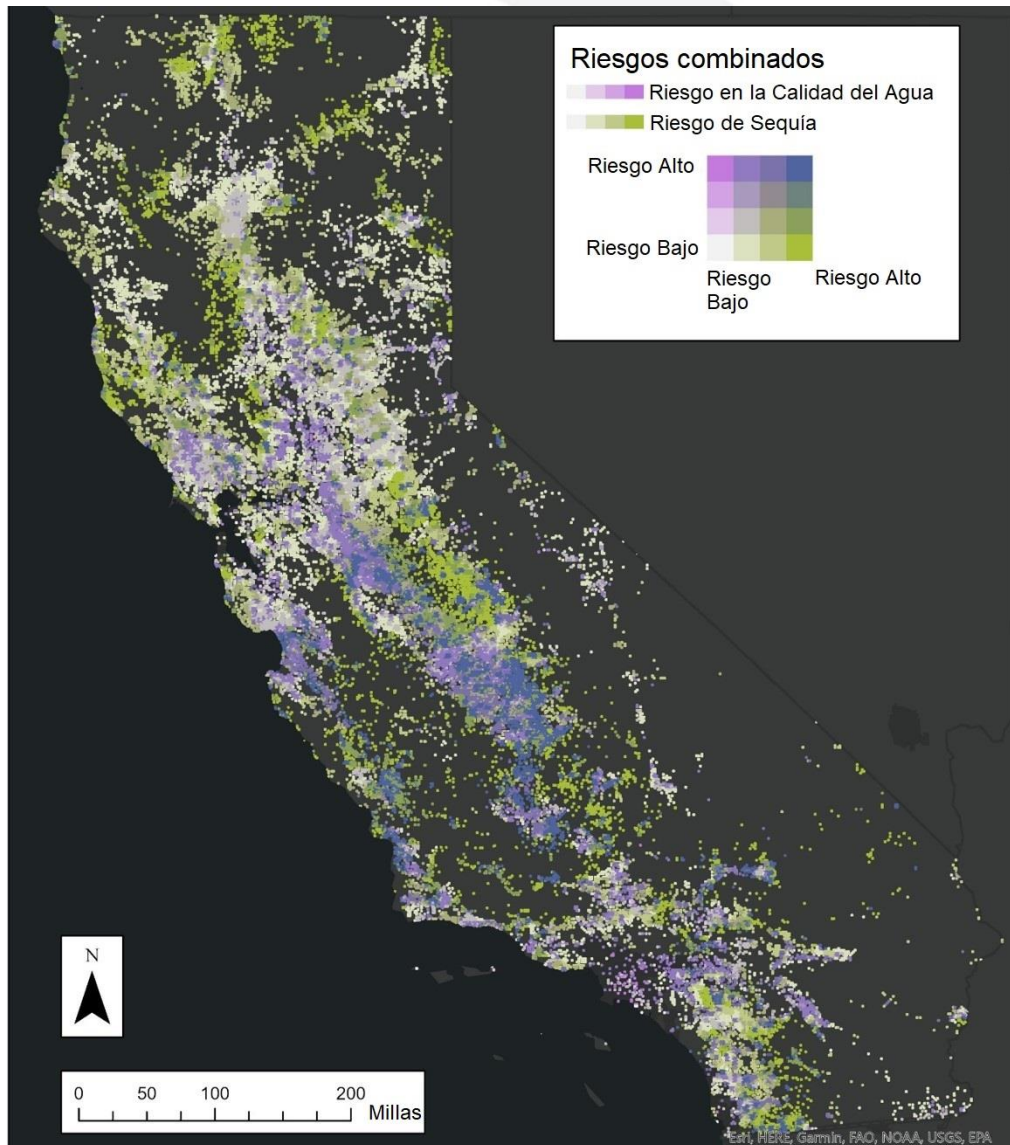 Riesgos combinados
Riesgo en la Calidad del Agua
Riesgo de Sequía
Riesgo Alto
Riesgo Bajo
Riesgo Bajo
Riesgo Alto
N
0 50 100 200 Millas
Esri, HERE, Garmin, FAO, NOAA, USGS, EPA